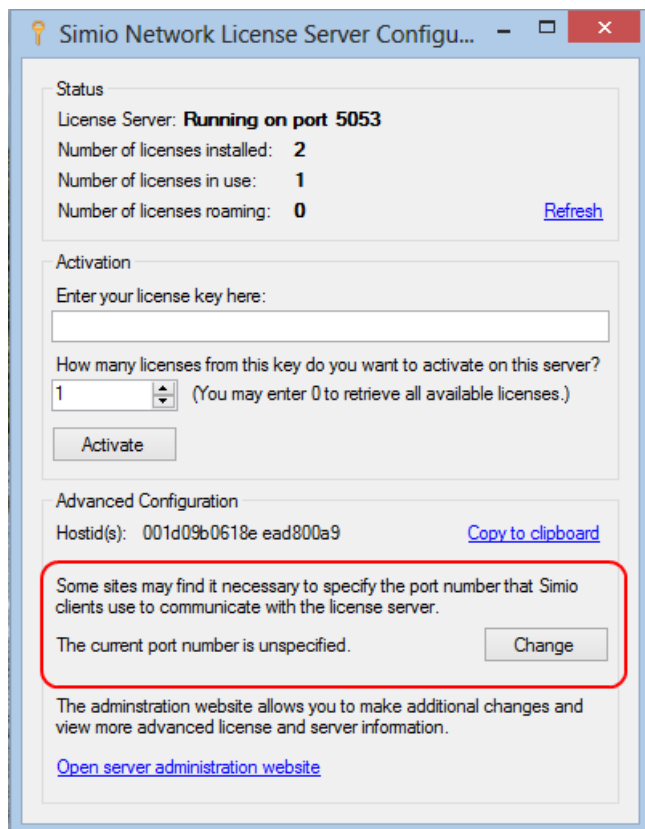 Simio Network License Server Configu...
Status
License Server: Running on port 5053
Number of licenses installed: 2
Number of licenses in use: 1
Number of licenses roaming: 0 Refresh
Activation
Enter your license key here:
How many licenses from this key do you want to activate on this server?
1 (You may enter 0 to retrieve all available licenses.)
Activate
Advanced Configuration
Hostid(s): 001d09b0618e ead800a9 Copy to clipboard
Some sites may find it necessary to specify the port number that Simio
clients use to communicate with the license server.
The current port number is unspecified. Change
The adminstration website allows you to make additional changes and
view more advanced license and server information.
Open server administration website